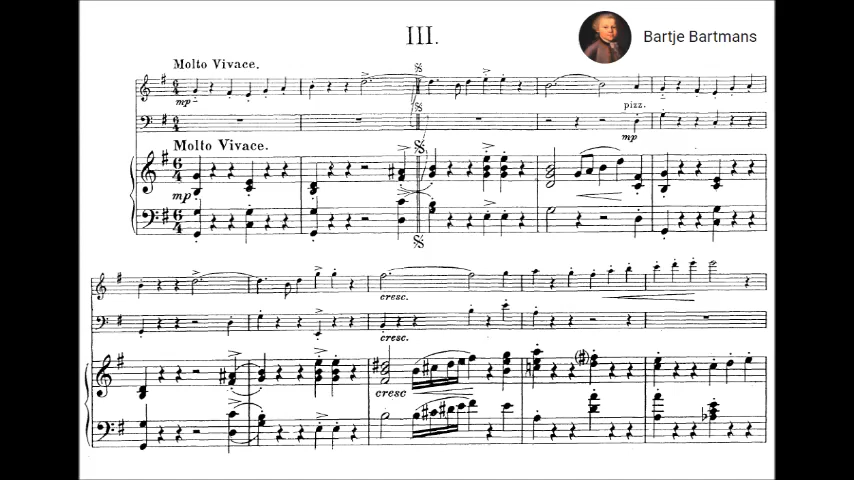 III.
Bartje Bartmans
Molto Vivace.
mp
pizz.
mp
Molto Vivace.
mp
cresc.
cresc.
cresc